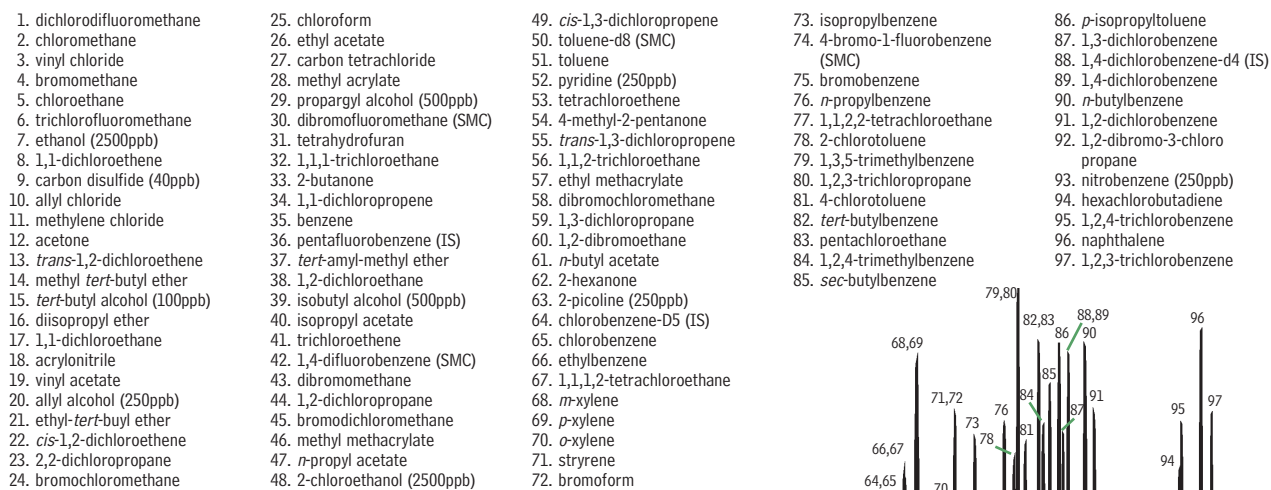 1. dichlorodifluoromethane
2. chloromethane
3. vinyl chloride
4. bromomethane
5. chloroethane
6. trichlorofluoromethane
7. ethanol (2500ppb)
8. 1,1-dichloroethene
9. carbon disulfide (40ppb)
10. allyl chloride
11. methylene chloride
12. acetone
13. trans-1,2-dichloroethene
14. methyl tert-butyl ether
15. tert-butyl alcohol (100ppb)
16. diisopropyl ether
17. 1,1-dichloroethane
18. acrylonitrile
19. vinyl acetate
20. allyl alcohol (250ppb)
21. ethyl-tert-buyl ether
22. cis-1,2-dichloroethene
23. 2,2-dichloropropane
24. bromochloromethane
25. chloroform
26. ethyl acetate
27. carbon tetrachloride
28. methyl acrylate
29. propargyl alcohol (500ppb)
30. dibromofluoromethane (SMC)
31. tetrahydrofuran
32. 1,1,1-trichloroethane
33. 2-butanone
34. 1,1-dichloropropene
35. benzene
36. pentafluorobenzene (IS)
37. tert-amyl-methyl ether
38. 1,2-dichloroethane
39. isobutyl alcohol (500ppb)
40. isopropyl acetate
41. trichloroethene
42. 1,4-difluorobenzene (SMC)
43. dibromomethane
44. 1,2-dichloropropane
45. bromodichloromethane
46. methyl methacrylate
47. n-propyl acetate
48. 2-chloroethanol (2500ppb)
49. cis-1,3-dichloropropene
50. toluene-d8 (SMC)
51. toluene
52. pyridine (250ppb)
53. tetrachloroethene
54. 4-methyl-2-pentanone
55. trans-1,3-dichloropropene
56. 1,1,2-trichloroethane
57. ethyl methacrylate
58. dibromochloromethane
59. 1,3-dichloropropane
60. 1,2-dibromoethane
61. n-butyl acetate
62. 2-hexanone
63. 2-picoline (250ppb)
64. chlorobenzene-D5 (IS)
65. chlorobenzene
66. ethylbenzene
67. 1,1,1,2-tetrachloroethane
68. m-xylene
69. p-xylene
70. o-xylene
71. stryrene
72. bromoform
73. isopropylbenzene
74. 4-bromo-1-fluorobenzene
(SMC)
75. bromobenzene
76. n-propylbenzene
77. 1,1,2,2-tetrachloroethane
78. 2-chlorotoluene
79. 1,3,5-trimethylbenzene
80. 1,2,3-trichloropropane
81. 4-chlorotoluene
82. tert-butylbenzene
83. pentachloroethane
84. 1,2,4-trimethylbenzene
85. sec-butylbenzene
86. p-isopropyltoluene
87. 1,3-dichlorobenzene
88. 1,4-dichlorobenzene-d4 (IS)
89. 1,4-dichlorobenzene
90. n-butylbenzene
91. 1,2-dichlorobenzene
92. 1,2-dibromo-3-chloro
propane
93. nitrobenzene (250ppb)
94. hexachlorobutadiene
95. 1,2,4-trichlorobenzene
96. naphthalene
97. 1,2,3-trichlorobenzene
79,80
82,83
88,89
96
68,69
86
90
85
71,72
84
91
97
76
87
95
73
78
81
66,67
94
64,65
70